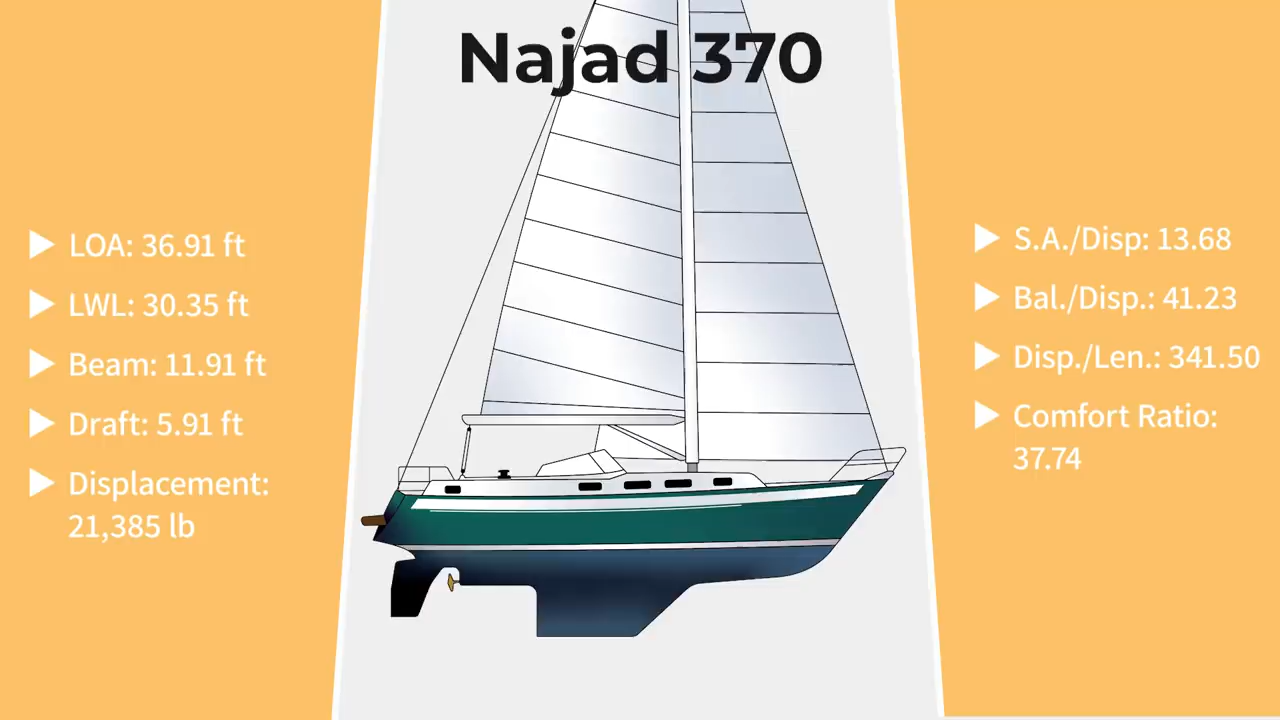 Najad 370
LOA: 36.91 ft
LWL: 30.35 ft
Beam: 11.91 ft
Draft: 5.91 ft
Displacement:
21,385 lb
S.A./Disp: 13.68
Bal./Disp.: 41.23
Disp./Len.: 341.50
Comfort Ratio:
37.74